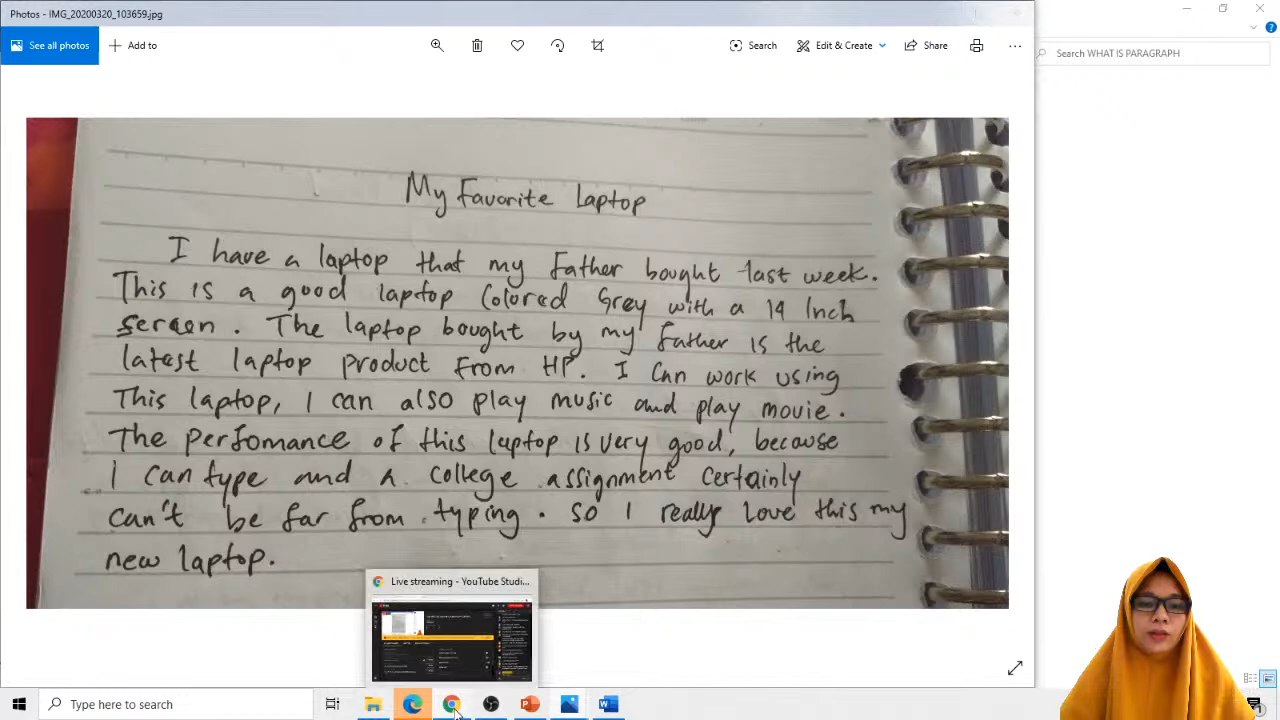 Photos - IMG_20200320_103659.jpg
See all photos
Add to
Search
Edit & Create
Share
Search WHAT IS PARAGRAPH
My Favorite Laptop
I have a laptop that my Father bought last week.
This is a good laptop Colored Grey with a 14 Inch
screen. The laptop bought by my Father is the
latest laptop product from HP. I Can work using
This laptop, I can also play music and play movie.
The perfomance of this laptop is very good, because
I can type and a college assignment Certainly
can't be far from typing. So I really Love this my
new laptop.
Live streaming - YouTube Studi...
Type here to search